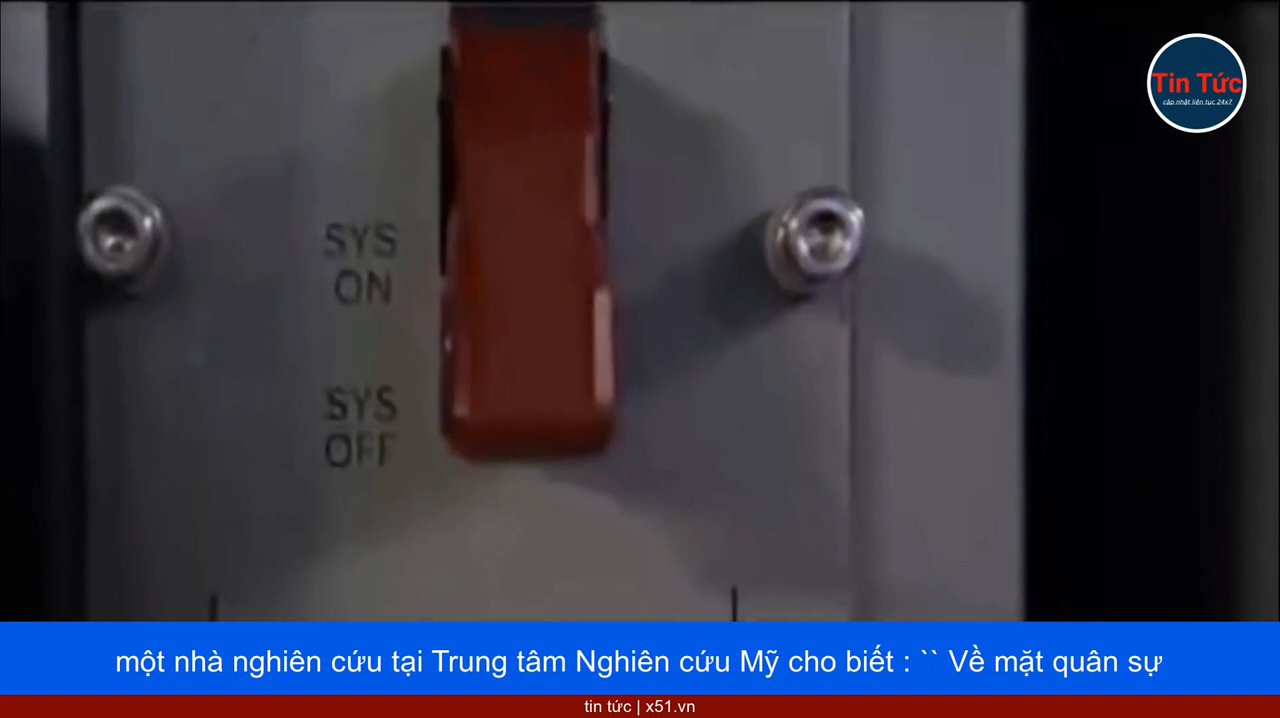 Tin Tức
cập nhật liên tục 24x7
SYS
ON
SYS
OFF
một nhà nghiên cứu tại Trung tâm Nghiên cứu Mỹ cho biết : `` Về mặt quân sự
tin tức | x51.vn